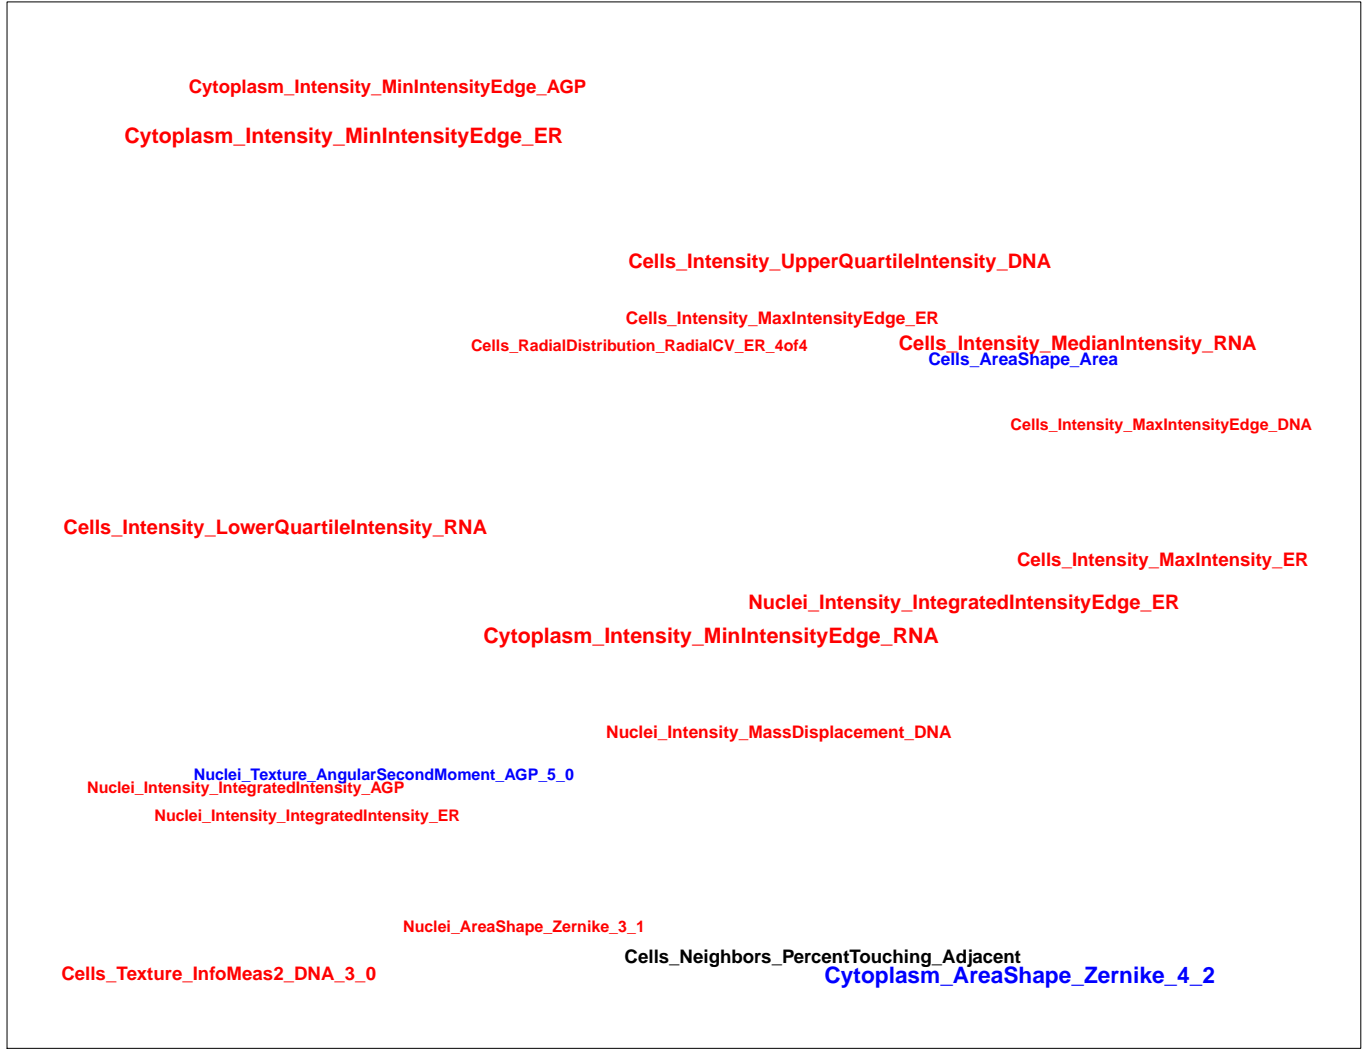 Cytoplasm_Intensity_MinIntensityEdge_AGP
Cytoplasm_Intensity_MinIntensityEdge_ER
Cells_Intensity_UpperQuartileIntensity_DNA
Cells_Intensity_MaxIntensityEdge_ER
Cells_RadialDistribution_RadialCV_ER_4of4
Cells_Intensity_MedianIntensity_RNA
Cells_AreaShape_Area
Cells_Intensity_MaxIntensityEdge_DNA
Cells_Intensity_LowerQuartileIntensity_RNA
Cells_Intensity_MaxIntensity_ER
Nuclei_Intensity_IntegratedIntensityEdge_ER
Cytoplasm_Intensity_MinIntensityEdge_RNA
Nuclei_Intensity_MassDisplacement_DNA
Nuclei_Texture_AngularSecondMoment_AGP_5_0
Nuclei_Intensity_IntegratedIntensity_AGP
Nuclei_Intensity_IntegratedIntensity_ER
Nuclei_AreaShape_Zernike_3_1
Cells_Neighbors_PercentTouching_Adjacent
Cells_Texture_InfoMeas2_DNA_3_0
Cytoplasm_AreaShape_Zernike_4_2